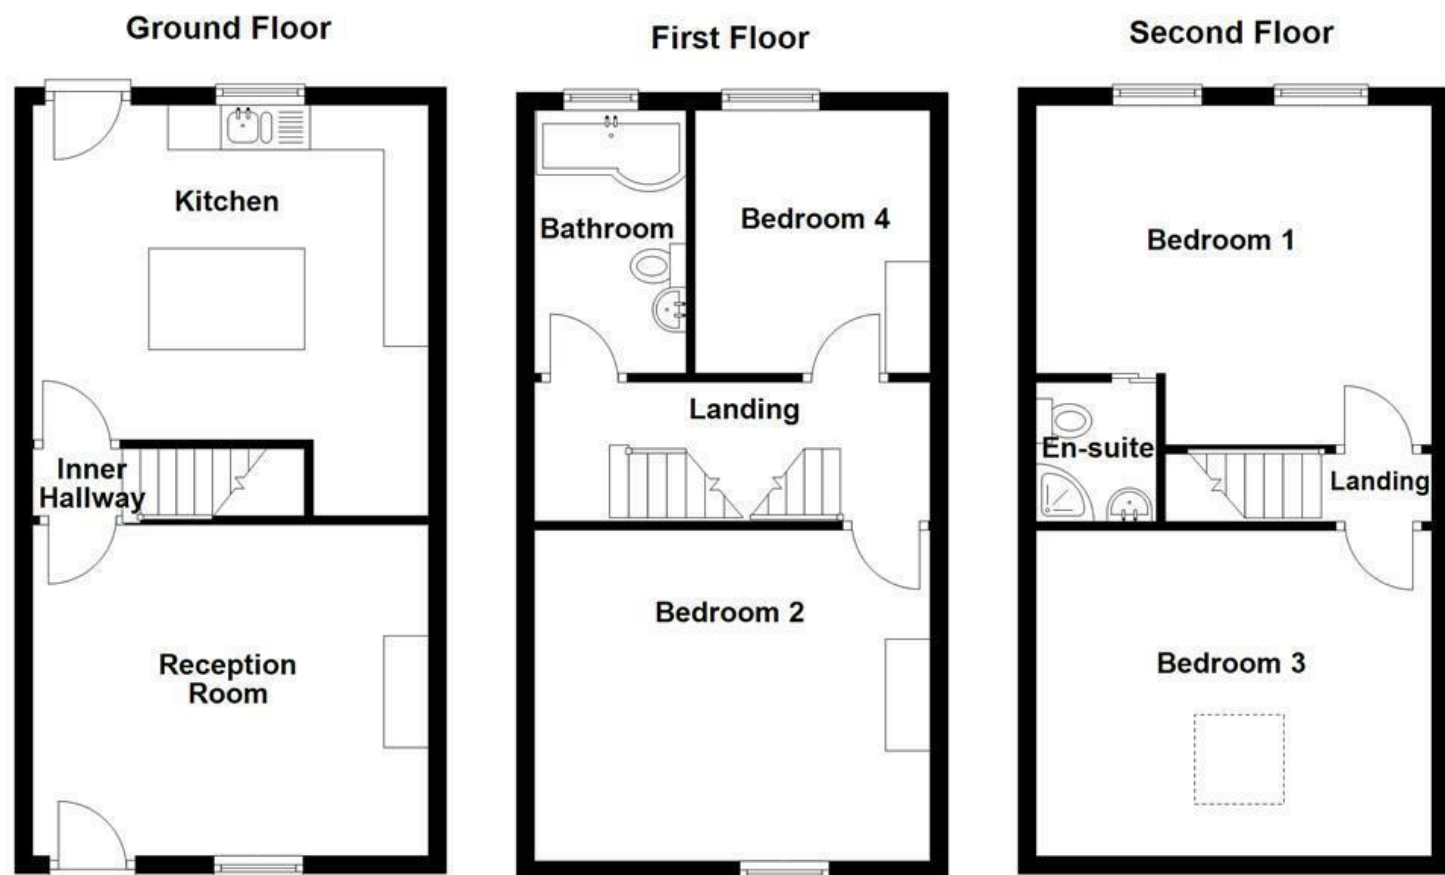 Ground Floor
Kitchen
Inner
Hallway
Reception
Room
First Floor
Bathroom
Bedroom 4
Landing
Bedroom 2
Second Floor
Bedroom 1
En-suite
Landing
Bedroom 3